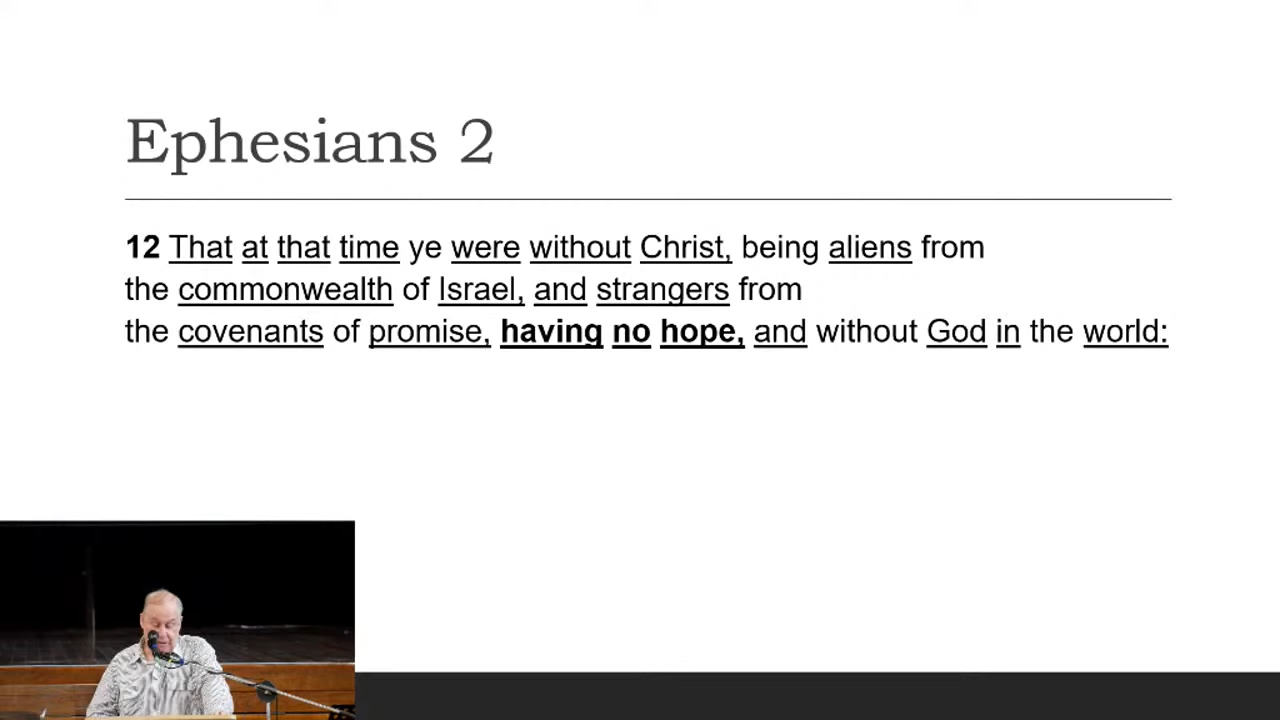 Ephesians 2
12 That at that time ye were without Christ, being aliens from
the commonwealth of Israel, and strangers from
the covenants of promise, having no hope, and without God in the world: